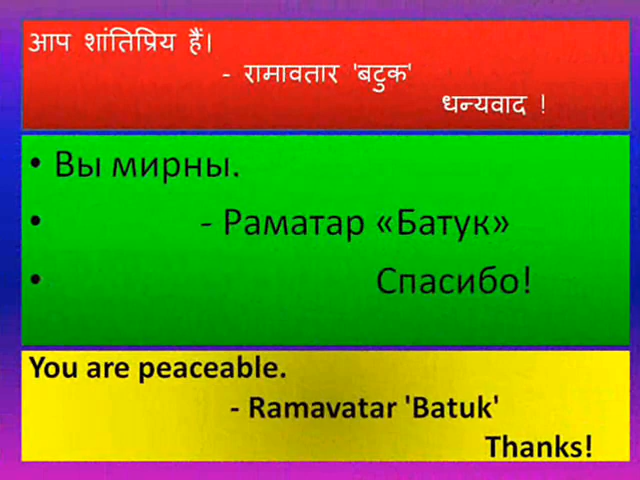 आप शांतिप्रिय हैं।
- रामावतार 'बटुक'
धन्यवाद !
• Вы мирны.
• - Раматар «Батук»
• Спасибо!
You are peaceable.
- Ramavatar 'Batuk'
Thanks!